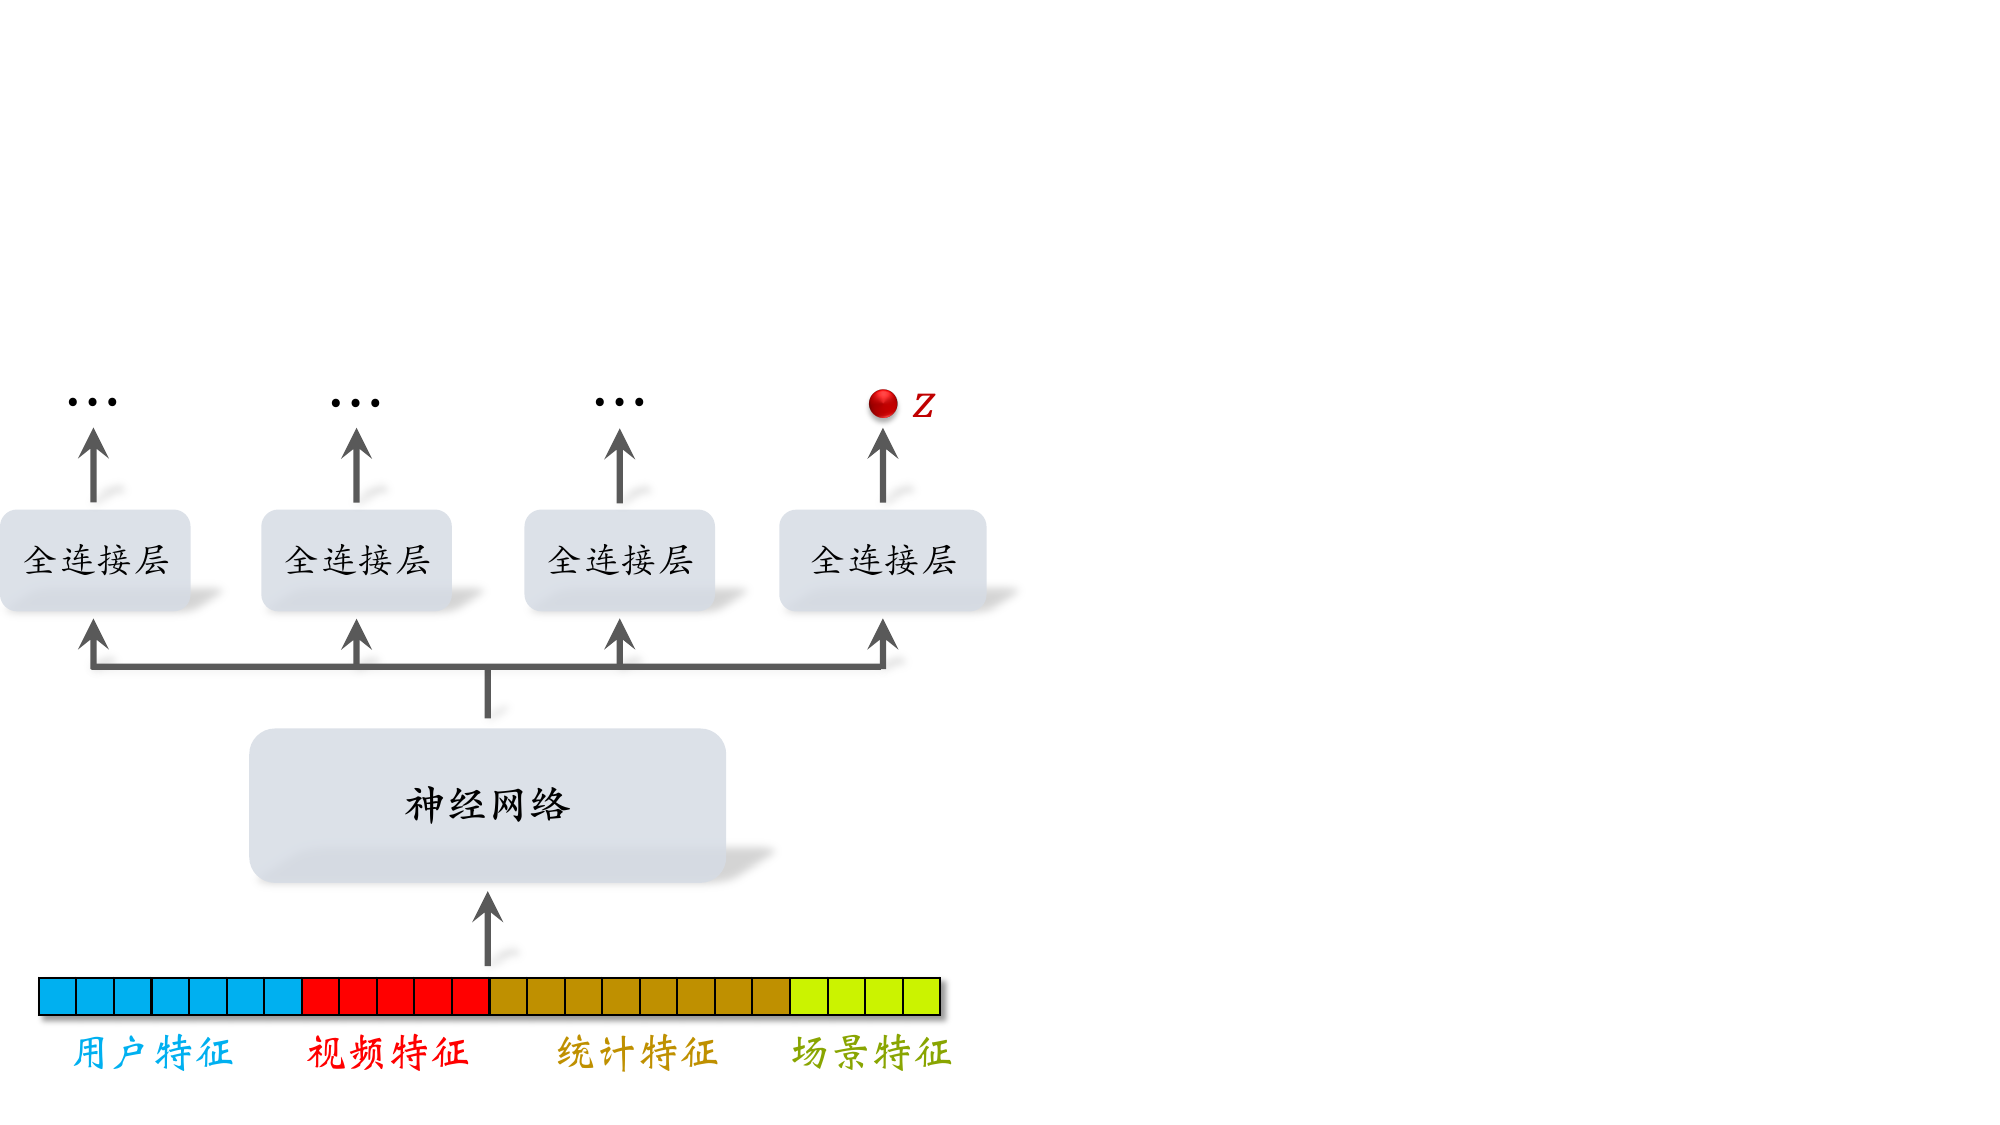 … … … z
全连接层 全连接层 全连接层 全连接层
神经网络
用户特征 视频特征 统计特征 场景特征